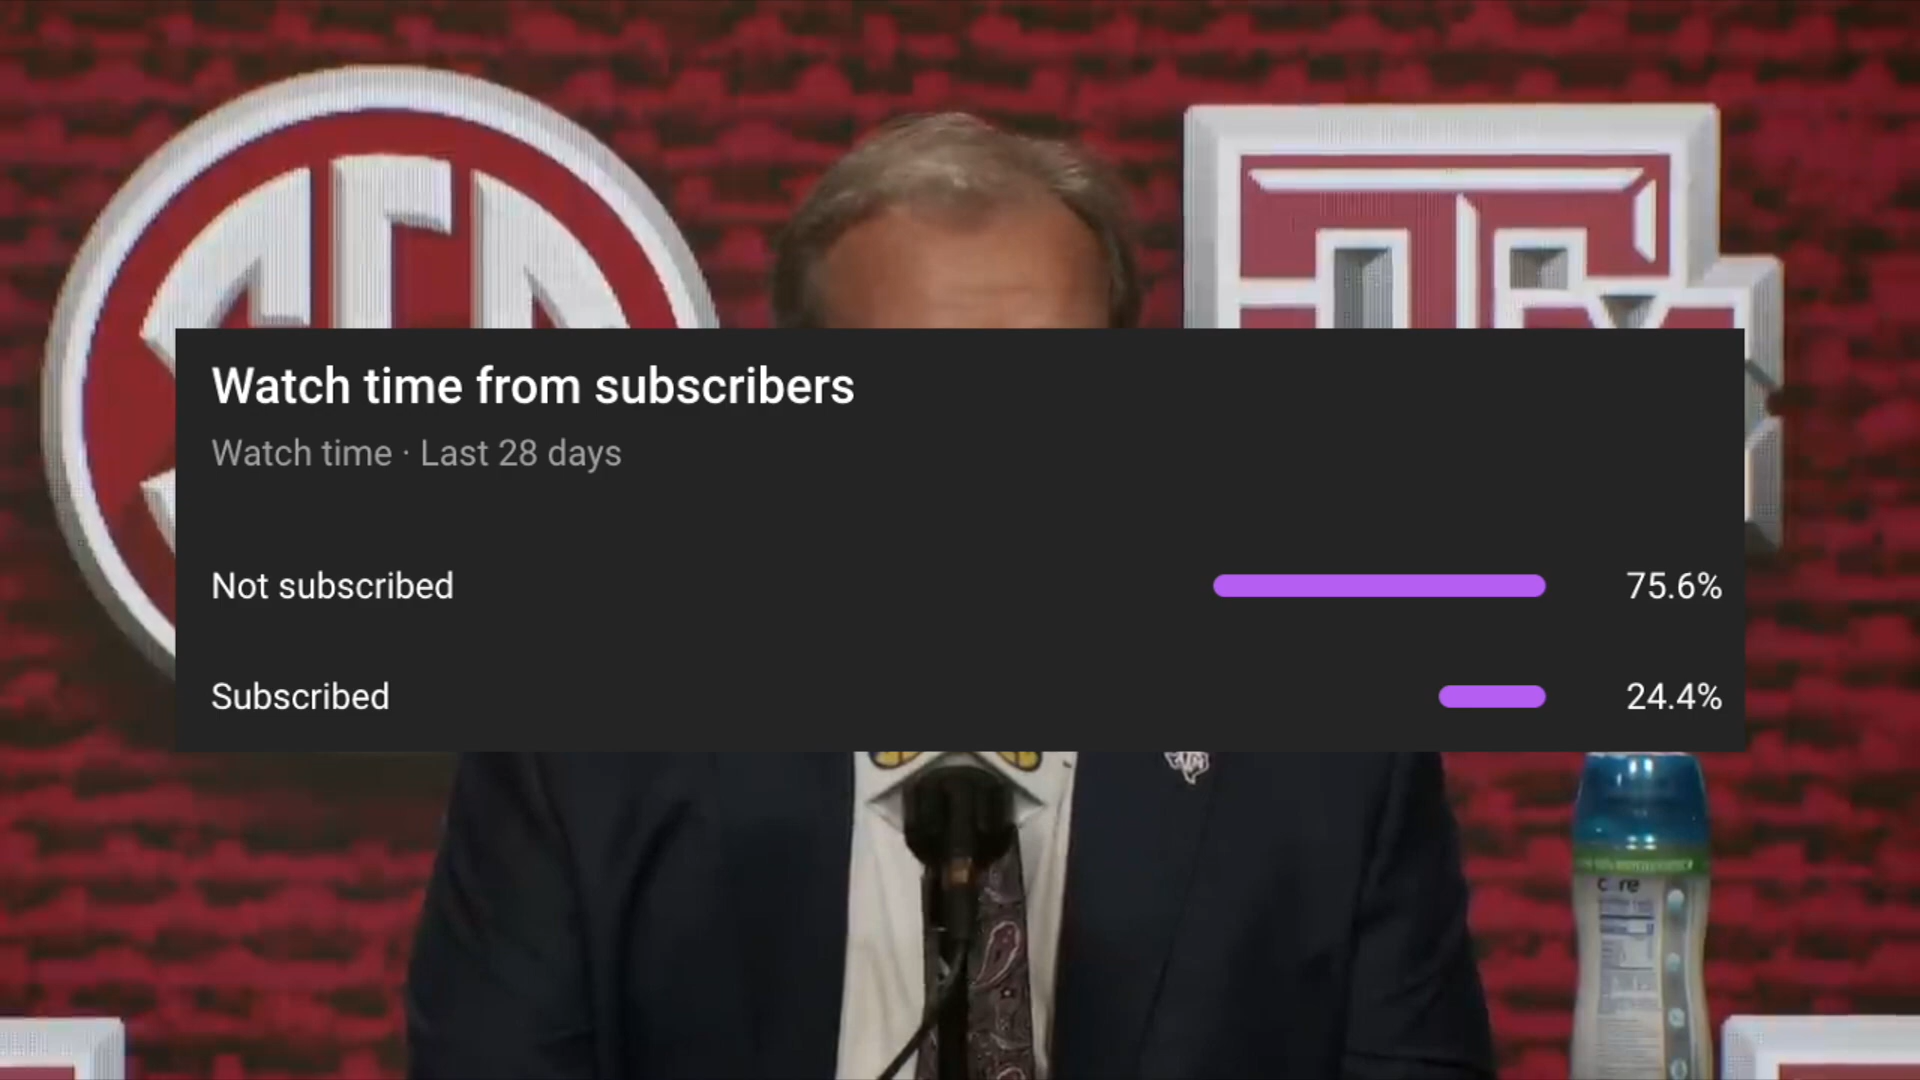 Watch time from subscribers
Watch time · Last 28 days
Not subscribed
75.6%
Subscribed
24.4%